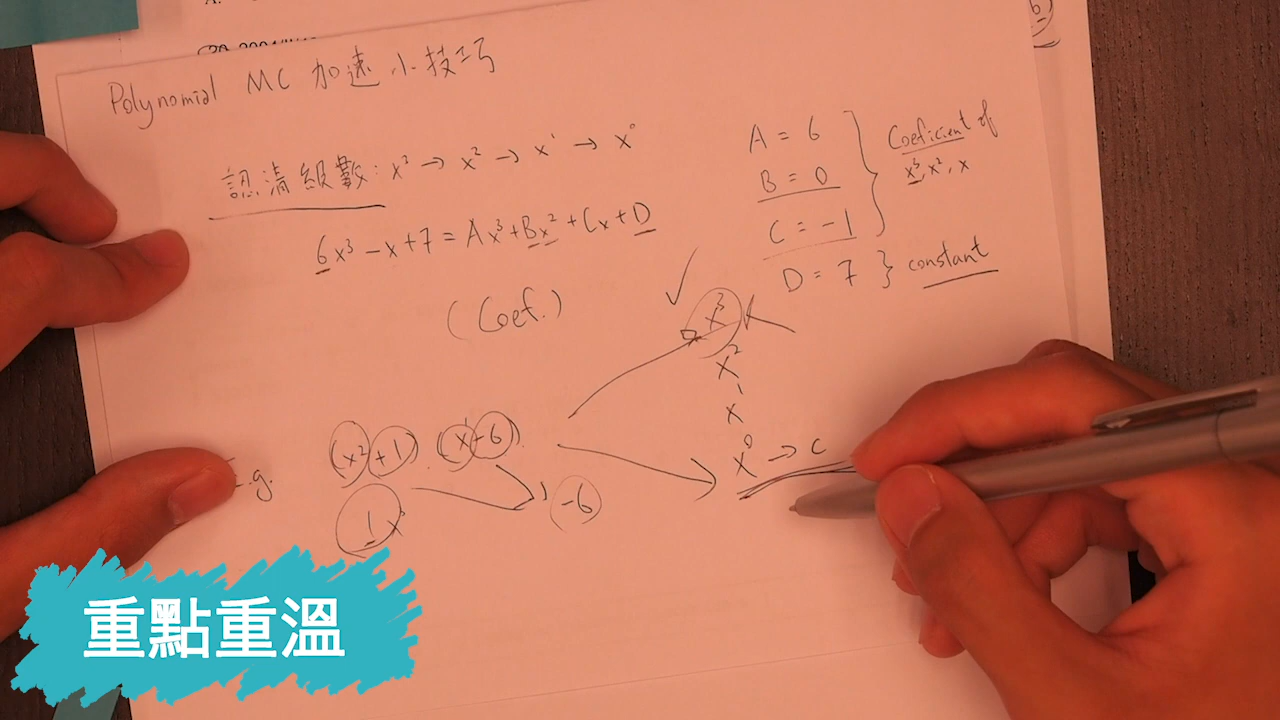 Polynomial MC 加速小技巧
認清級數: x³ → x² → x¹ → x⁰
6x³ - x + 7 = Ax³ + Bx² + Cx + D
(Coef.)
A = 6
B = 0
C = -1
D = 7
Coeficient of
x³, x², x
} constant
E.g. (x² + 1) (x - 6)
1x³
-6
x³
x²
x¹
x⁰ → c
重點重溫